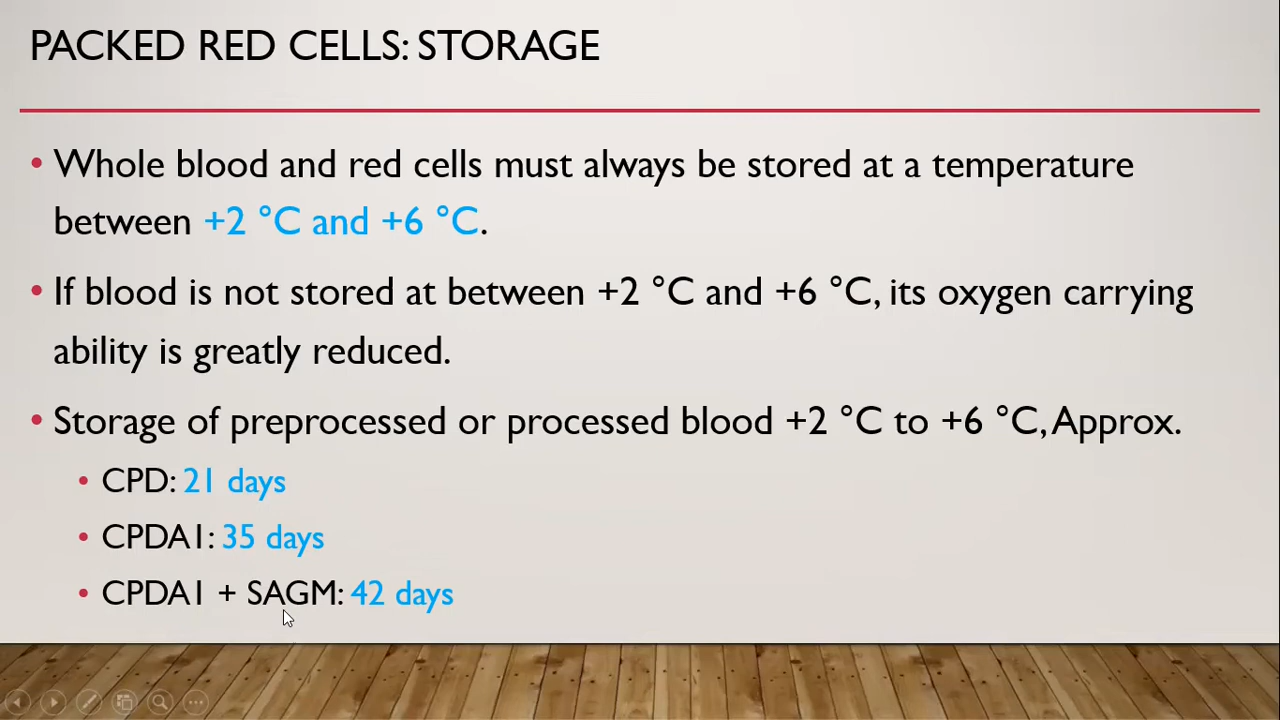 PACKED RED CELLS: STORAGE
• Whole blood and red cells must always be stored at a temperature
between +2 °C and +6 °C.
• If blood is not stored at between +2 °C and +6 °C, its oxygen carrying
ability is greatly reduced.
• Storage of preprocessed or processed blood +2 °C to +6 °C, Approx.
• CPD: 21 days
• CPDA1: 35 days
• CPDA1 + SAGM: 42 days